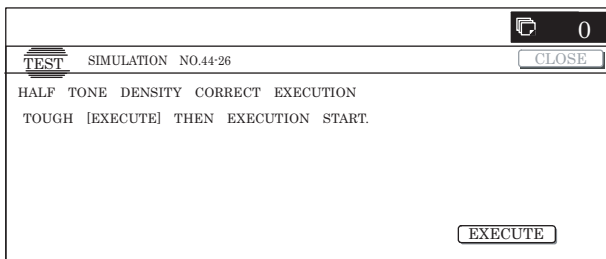 0
TEST SIMULATION NO.44-26 CLOSE
HALF TONE DENSITY CORRECT EXECUTION
TOUGH [EXECUTE] THEN EXECUTION START.
EXECUTE